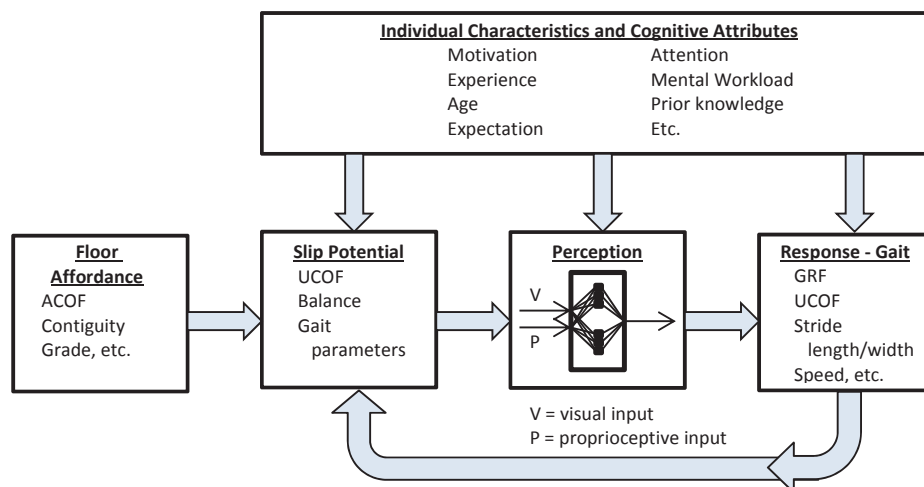 Individual Characteristics and Cognitive Attributes
Motivation
Experience
Age
Expectation
Attention
Mental Workload
Prior knowledge
Etc.
Floor
Affordance
ACOF
Contiguity
Grade, etc.
Slip Potential
UCOF
Balance
Gait
parameters
Perception
V
P
Response - Gait
GRF
UCOF
Stride
length/width
Speed, etc.
V = visual input
P = proprioceptive input